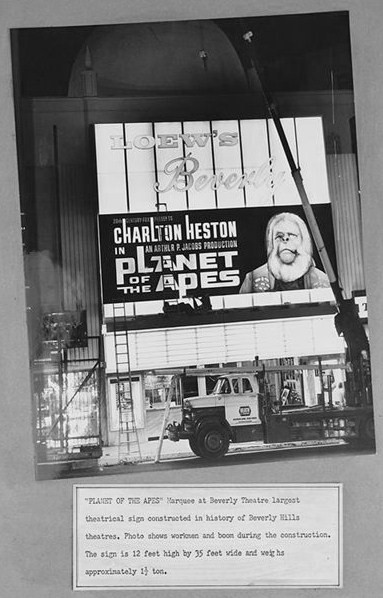 LOEW'S
Beverly
20th CENTURY-FOX PRESENTS
CHARLTON HESTON
IN AN ARTHUR P. JACOBS PRODUCTION
PLANET
OF THE APES
"PLANET OF THE APES" Marquee at Beverly Theatre largest
theatrical sign constructed in history of Beverly Hills
theatres. Photo shows workmen and boom during the construction.
The sign is 12 feet high by 35 feet wide and weighs
approximately 1½ ton.